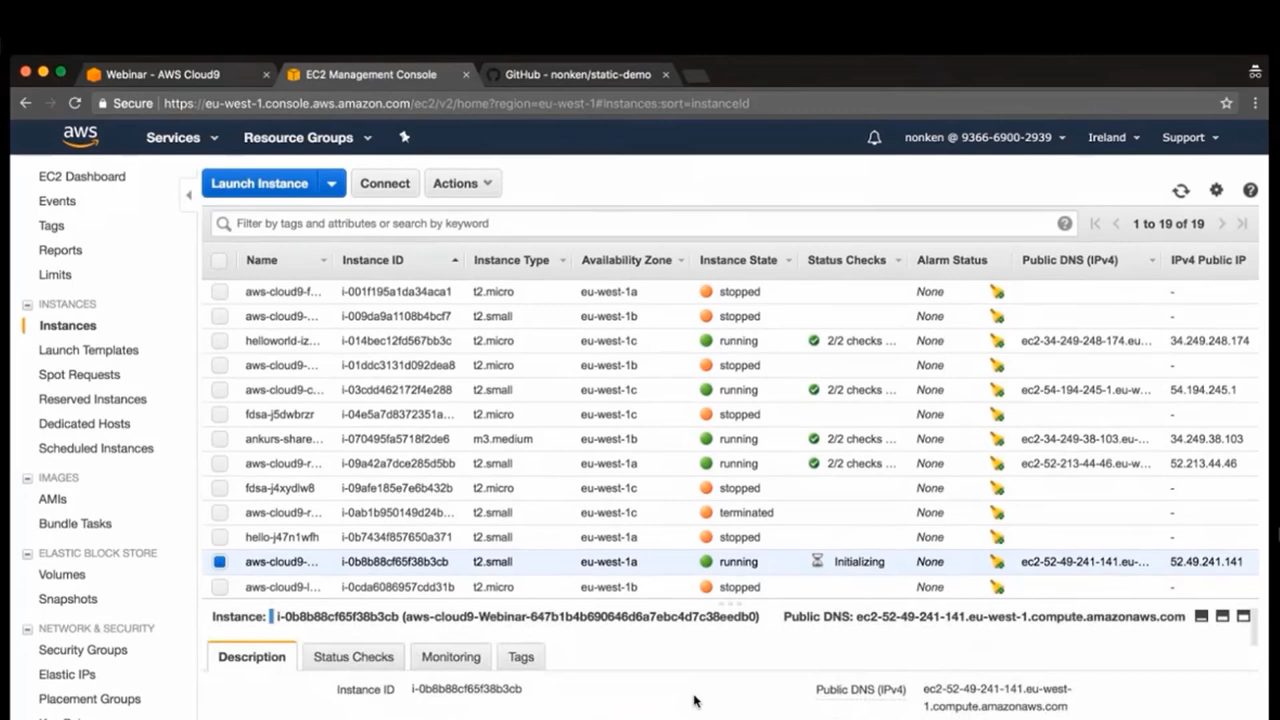 Webinar - AWS Cloud9
EC2 Management Console
GitHub - nonken/static-demo
Secure https://eu-west-1.console.aws.amazon.com/ec2/v2/home?region=eu-west-1#instances:sort=instanceId
aws Services Resource Groups nonken @ 9366-6900-2939 Ireland Support
EC2 Dashboard
Events
Tags
Reports
Limits
INSTANCES
Instances
Launch Templates
Spot Requests
Reserved Instances
Dedicated Hosts
Scheduled Instances
IMAGES
AMIs
Bundle Tasks
ELASTIC BLOCK STORE
Volumes
Snapshots
NETWORK & SECURITY
Security Groups
Elastic IPs
Placement Groups
Launch Instance Connect Actions
Filter by tags and attributes or search by keyword 1 to 19 of 19
Name Instance ID Instance Type Availability Zone Instance State Status Checks Alarm Status Public DNS (IPv4) IPv4 Public IP
aws-cloud9-f... i-001f195a1da34aca1 t2.micro eu-west-1a stopped None -
aws-cloud9-... i-009da9a1108b4bcf7 t2.small eu-west-1b stopped None -
helloworld-iz... i-014bec12fd567bb3c t2.micro eu-west-1c running 2/2 checks ... None ec2-34-249-248-174.eu... 34.249.248.174
aws-cloud9-... i-01ddc3131d092dea8 t2.micro eu-west-1b stopped None -
aws-cloud9-c... i-03cdd462172f4e288 t2.small eu-west-1c running 2/2 checks ... None ec2-54-194-245-1.eu-w... 54.194.245.1
fdsa-j5dwbrzr i-04e5a7d8372351a... t2.micro eu-west-1c stopped None -
ankurs-share... i-070495fa5718f2de6 m3.medium eu-west-1b running 2/2 checks ... None ec2-34-249-38-103.eu-... 34.249.38.103
aws-cloud9-r... i-09a42a7dce285d5bb t2.small eu-west-1a running 2/2 checks ... None ec2-52-213-44-46.eu-w... 52.213.44.46
fdsa-j4xydlw8 i-09afe185e7e6b432b t2.micro eu-west-1c stopped None -
aws-cloud9-r... i-0ab1b950149d24b... t2.small eu-west-1c terminated None -
hello-j47n1wfh i-0b7434f857650a371 t2.micro eu-west-1a stopped None -
aws-cloud9-... i-0b8b88cf65f38b3cb t2.small eu-west-1a running Initializing None ec2-52-49-241-141.eu-... 52.49.241.141
aws-cloud9-l... i-0cda6086957cdd31b t2.micro eu-west-1b stopped None -
Instance: i-0b8b88cf65f38b3cb (aws-cloud9-Webinar-647b1b4b690646d6a7ebc4d7c38eedb0) Public DNS: ec2-52-49-241-141.eu-west-1.compute.amazonaws.com
Description Status Checks Monitoring Tags
Instance ID i-0b8b88cf65f38b3cb Public DNS (IPv4) ec2-52-49-241-141.eu-west-
1.compute.amazonaws.com